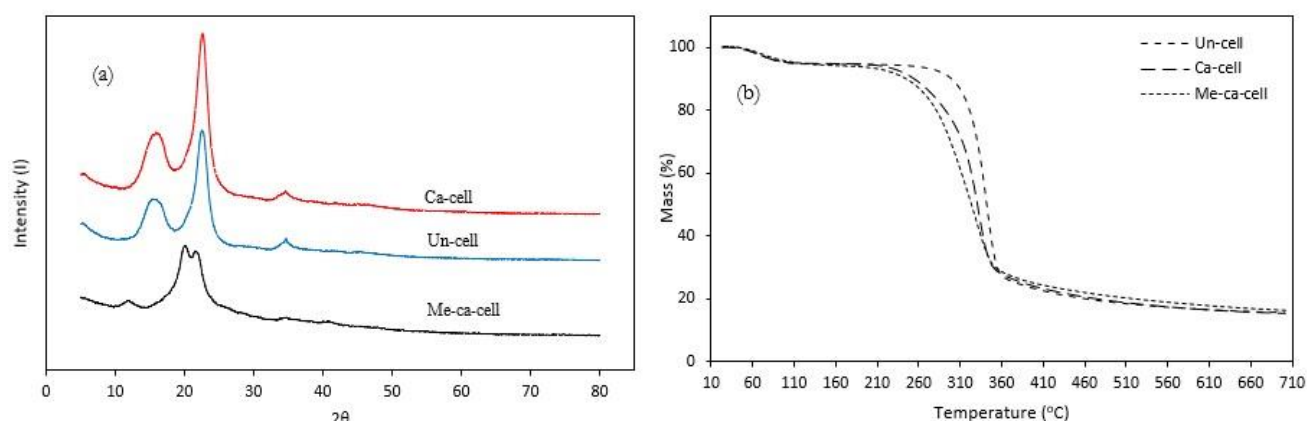 (a)
Intensity (I)
Ca-cell
Un-cell
Me-ca-cell
0 10 20 30 40 50 60 70 80
2θ
(b)
Un-cell
Ca-cell
Me-ca-cell
Mass (%)
100
80
60
40
20
0
10 60 110 160 210 260 310 360 410 460 510 560 610 660 710
Temperature (°C)